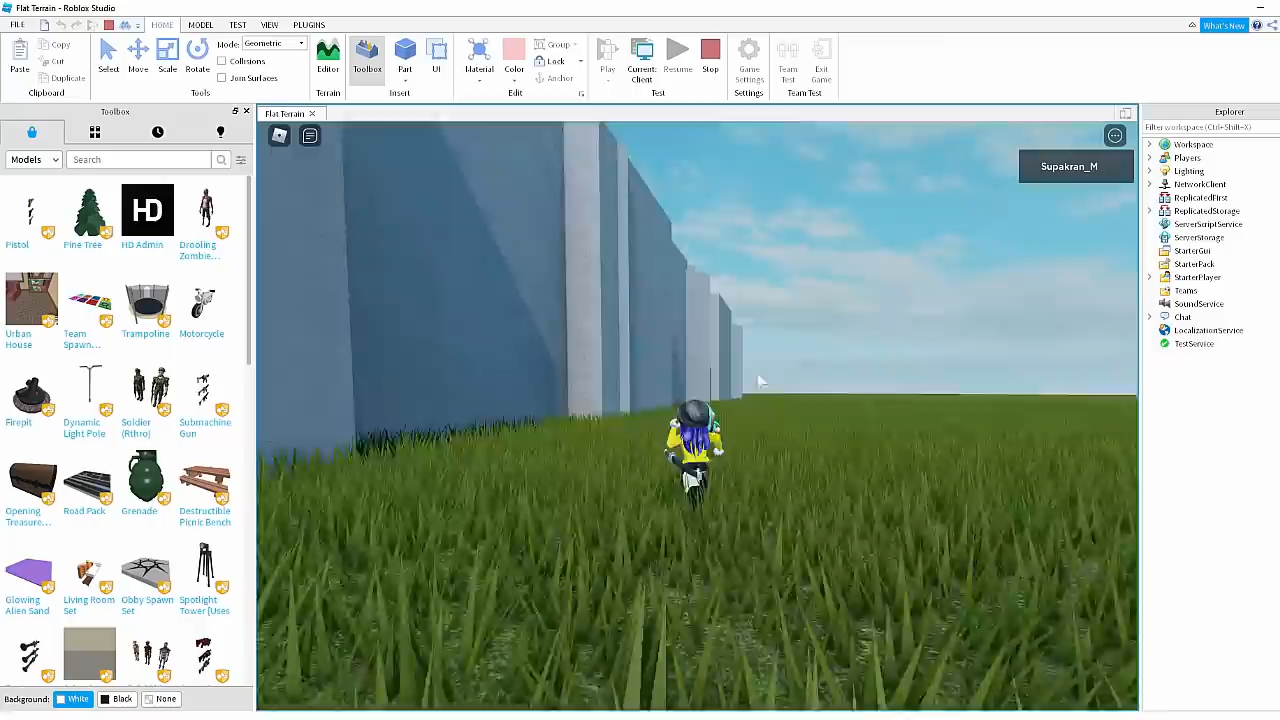 Flat Terrain - Roblox Studio
FILE
HOME
MODEL
TEST
VIEW
PLUGINS
What's New
Paste
Copy
Cut
Duplicate
Clipboard
Select
Move
Scale
Rotate
Mode:
Geometric
Collisions
Join Surfaces
Tools
Editor
Terrain
Toolbox
Part
UI
Insert
Material
Color
Group
Lock
Anchor
Edit
Play
Current:
Client
Resume
Stop
Test
Game
Settings
Settings
Team
Test
Exit
Game
Team Test
Toolbox
Models
Search
Pistol
Pine Tree
HD
HD Admin
Drooling
Zombie...
Urban
House
Team
Spawn...
Trampoline
Motorcycle
Firepit
Dynamic
Light Pole
Soldier
(Rthro)
Submachine
Gun
Opening
Treasure...
Road Pack
Grenade
Destructible
Picnic Bench
Glowing
Alien Sand
Living Room
Set
Obby Spawn
Set
Spotlight
Tower [Uses
Background:
White
Black
None
Flat Terrain
Supakran_M
Explorer
Filter workspace (Ctrl+Shift+X)
Workspace
Players
Lighting
NetworkClient
ReplicatedFirst
ReplicatedStorage
ServerScriptService
ServerStorage
StarterGui
StarterPack
StarterPlayer
Teams
SoundService
Chat
LocalizationService
TestService